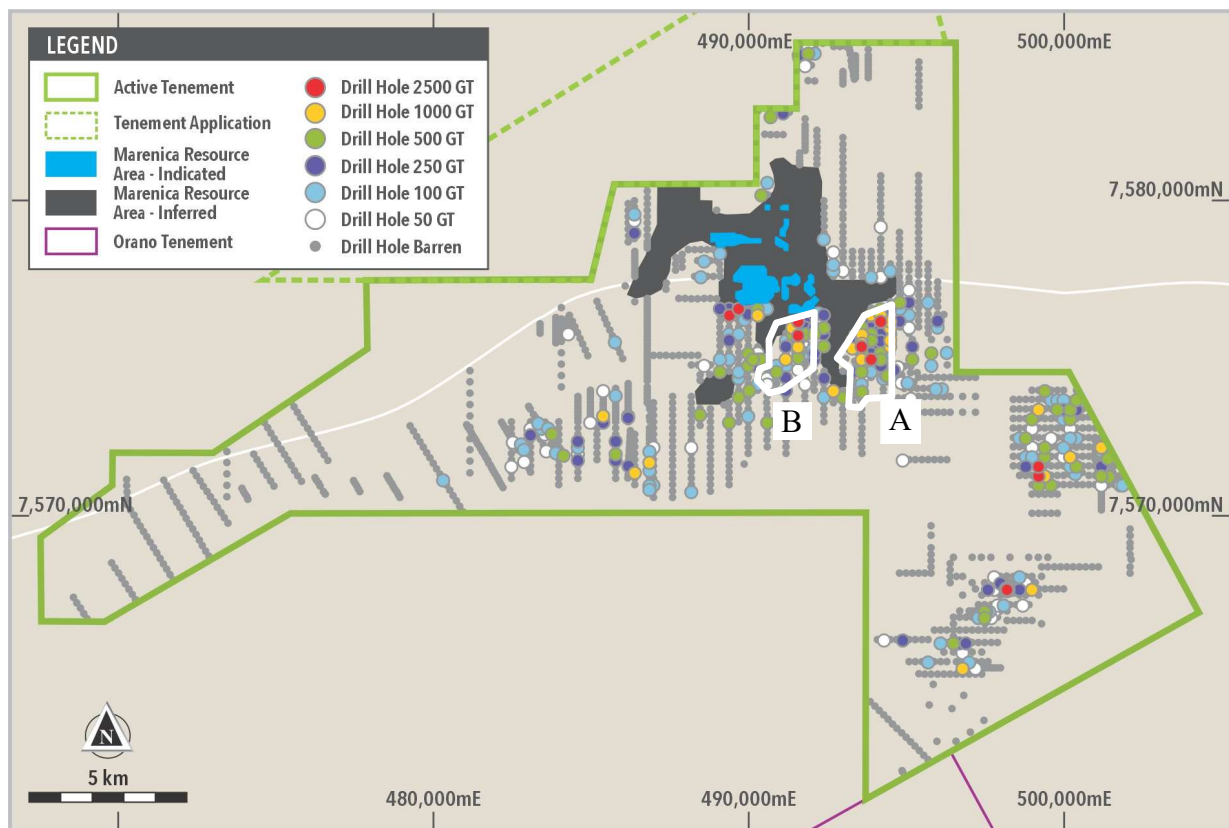 490,000mE
500,000mE
LEGEND
Active Tenement
Tenement Application
Marenica Resource
Area - Indicated
Marenica Resource
Area - Inferred
Orano Tenement
Drill Hole 2500 GT
Drill Hole 1000 GT
Drill Hole 500 GT
Drill Hole 250 GT
Drill Hole 100 GT
Drill Hole 50 GT
Drill Hole Barren
7,580,000mN
B
A
7,570,000mN
7,570,000mN
N
5 km
480,000mE
490,000mE
500,000mE